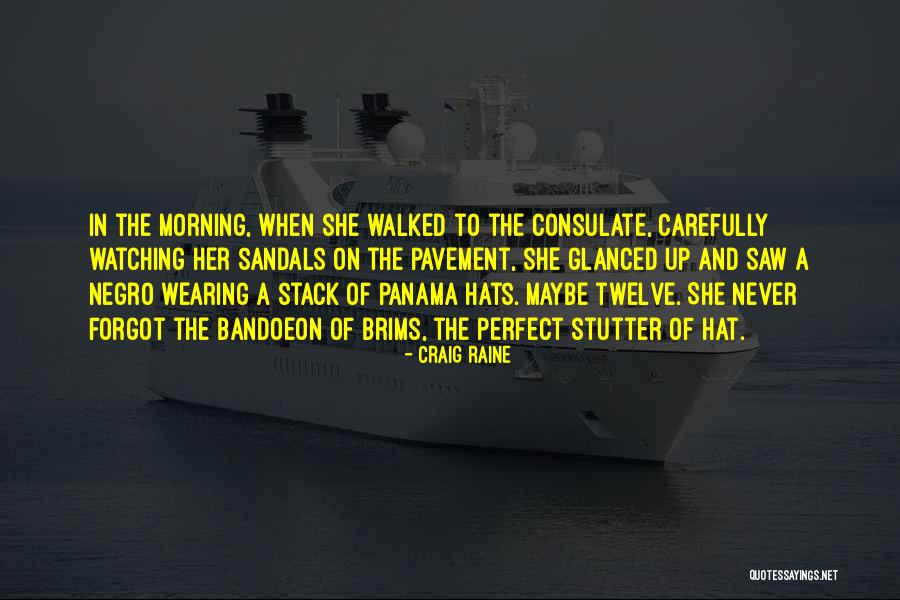 IN THE MORNING, WHEN SHE WALKED TO THE CONSULATE, CAREFULLY
WATCHING HER SANDALS ON THE PAVEMENT, SHE GLANCED UP AND SAW A
NEGRO WEARING A STACK OF PANAMA HATS. MAYBE TWELVE. SHE NEVER
FORGOT THE BANDOEON OF BRIMS, THE PERFECT STUTTER OF HAT.
- CRAIG RAINE
QUOTESSAYINGS.NET